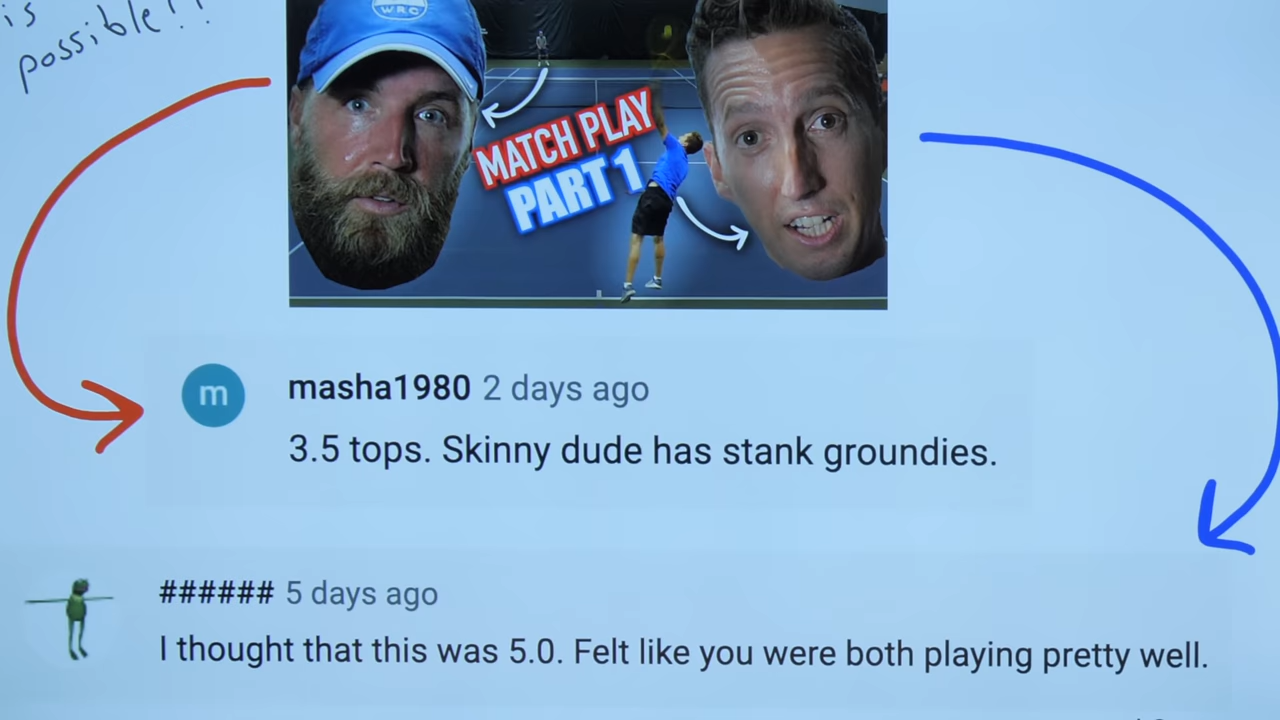 is
possible!!
WRC
MATCH PLAY
PART 1
m
masha1980 2 days ago
3.5 tops. Skinny dude has stank groundies.
###### 5 days ago
I thought that this was 5.0. Felt like you were both playing pretty well.